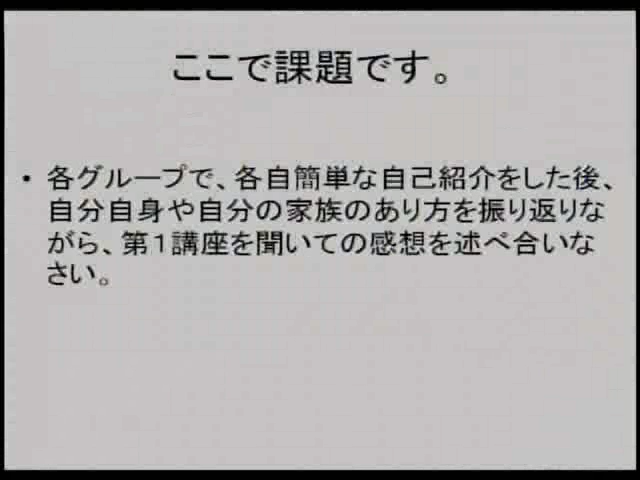 ここで課題です。
・各グループで、各自簡単な自己紹介をした後、
自分自身や自分の家族のあり方を振り返りな
がら、第１講座を聞いての感想を述べ合いな
さい。